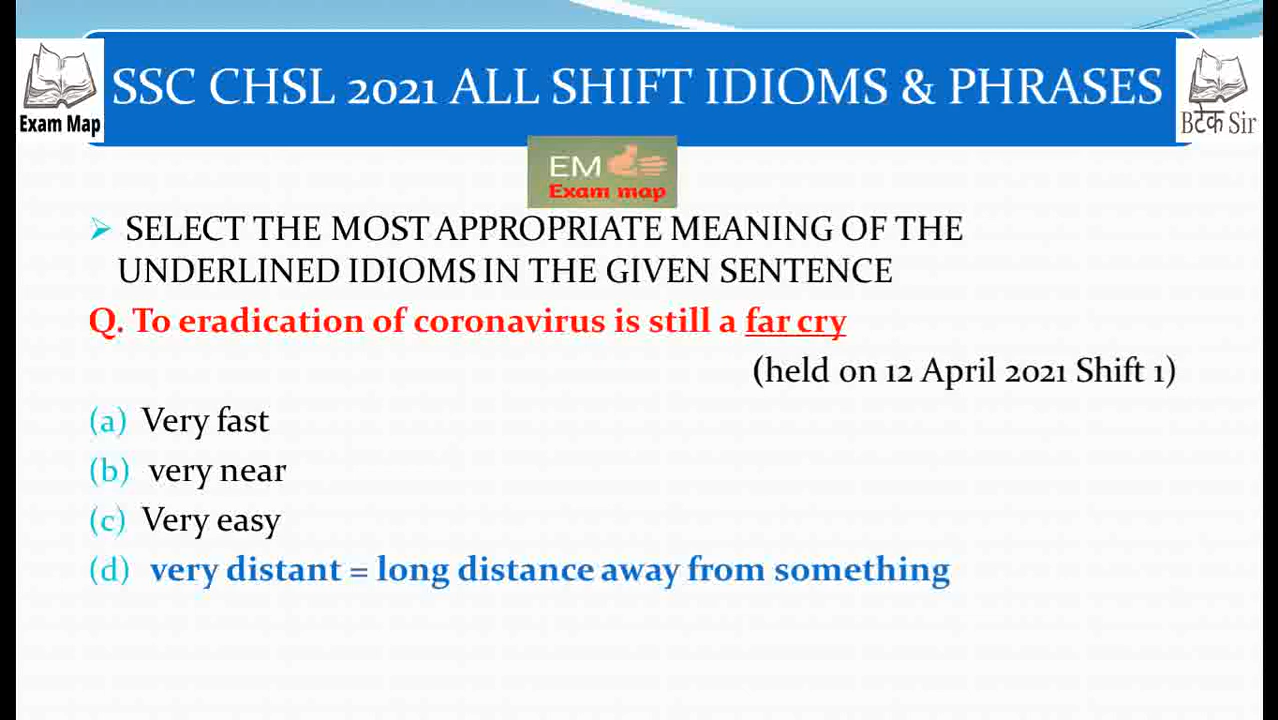 SSC CHSL 2021 ALL SHIFT IDIOMS & PHRASES
Exam Map
Bटेक Sir
EM
Exam map
SELECT THE MOST APPROPRIATE MEANING OF THE
UNDERLINED IDIOMS IN THE GIVEN SENTENCE
Q. To eradication of coronavirus is still a far cry
(held on 12 April 2021 Shift 1)
(a) Very fast
(b) very near
(c) Very easy
(d) very distant = long distance away from something